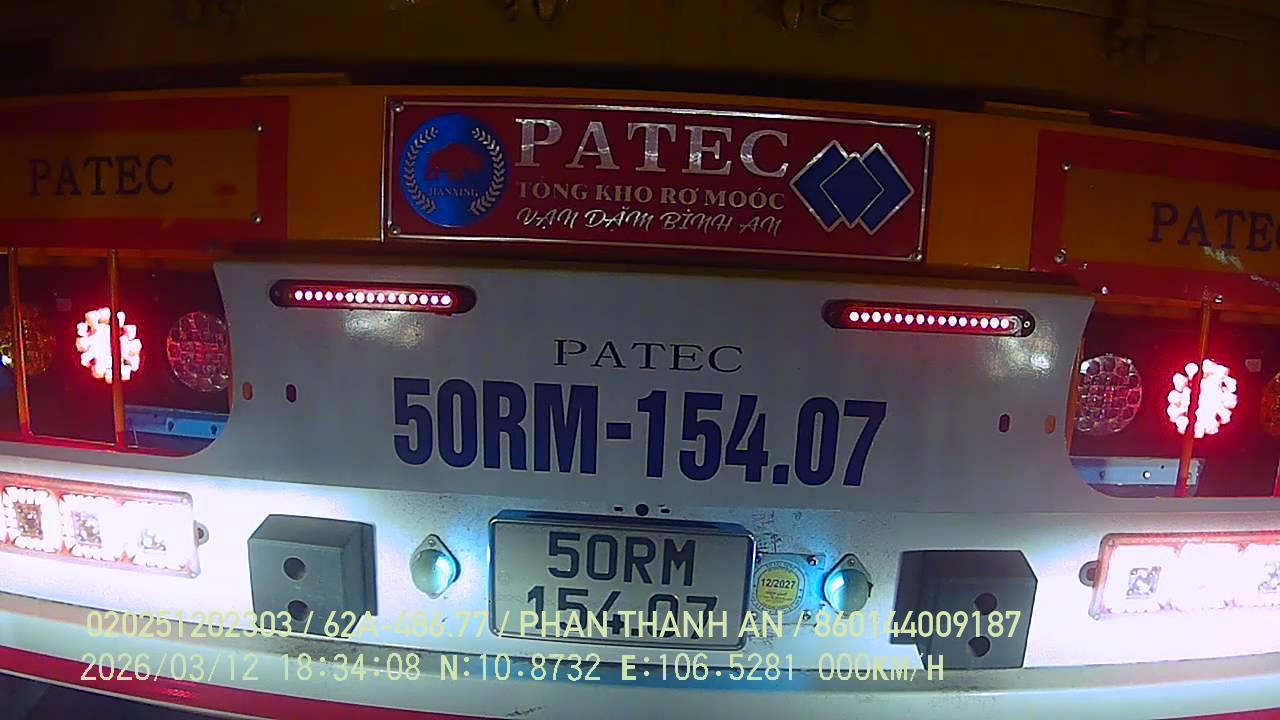 PATEC
PATEC
TỔNG KHO RƠ MOÓC
VẠN DẶM BÌNH AN
JIANXING
PATEC
PATEC
50RM-154.07
50RM
154.07
12/2027
020251202303 / 62A-486.77 / PHAN THANH AN / 860144009187
2026/03/12 18:34:08 N:10.8732 E:106.5281 000KM/H